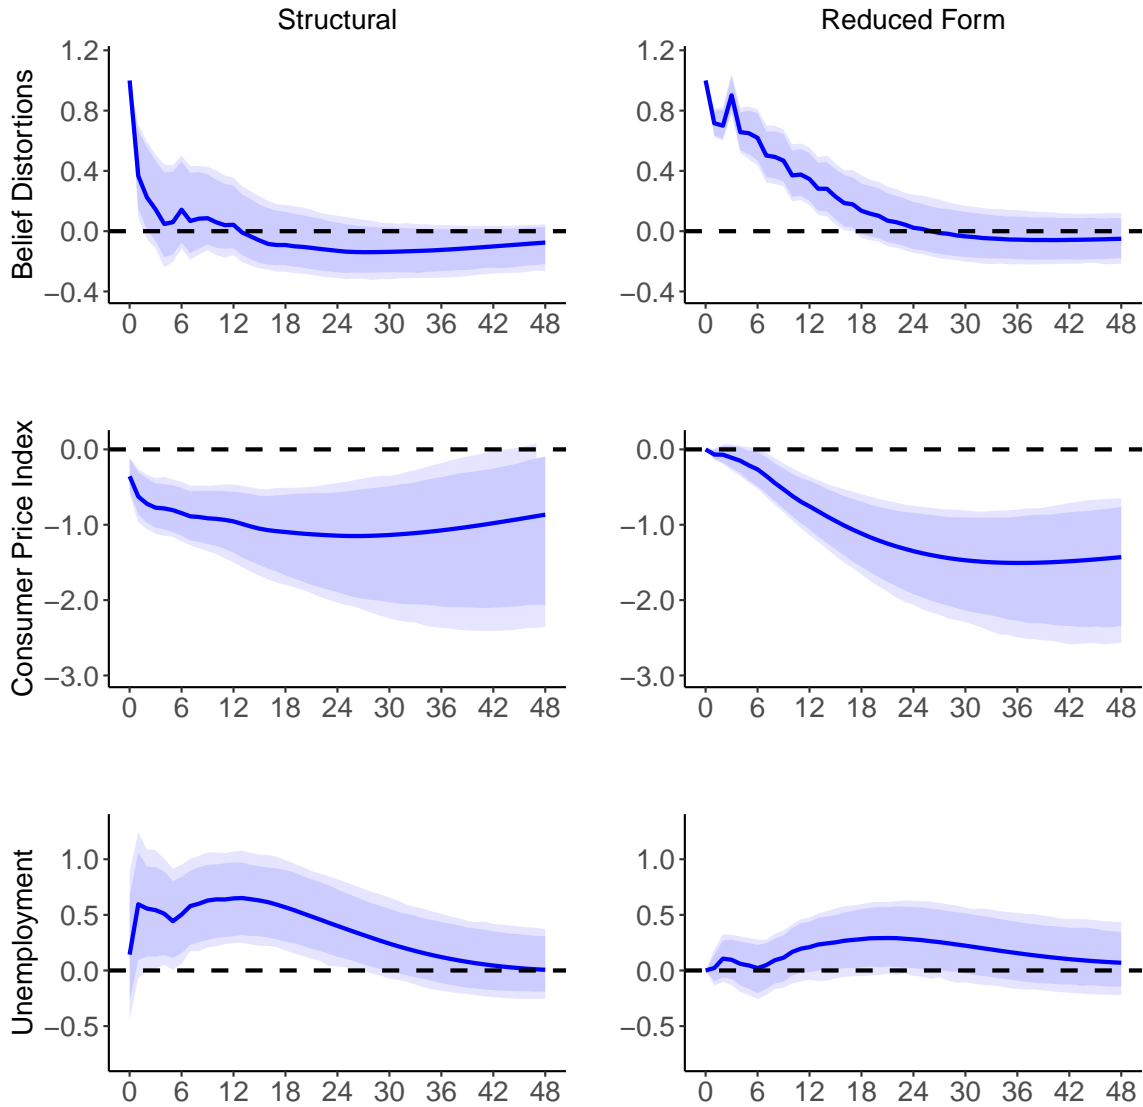 Structural
Reduced Form
Belief Distortions
1.2
0.8
0.4
0.0
−0.4
0 6 12 18 24 30 36 42 48
1.2
0.8
0.4
0.0
−0.4
0 6 12 18 24 30 36 42 48
Consumer Price Index
0.0
−1.0
−2.0
−3.0
0 6 12 18 24 30 36 42 48
0.0
−1.0
−2.0
−3.0
0 6 12 18 24 30 36 42 48
Unemployment
1.0
0.5
0.0
−0.5
0 6 12 18 24 30 36 42 48
1.0
0.5
0.0
−0.5
0 6 12 18 24 30 36 42 48